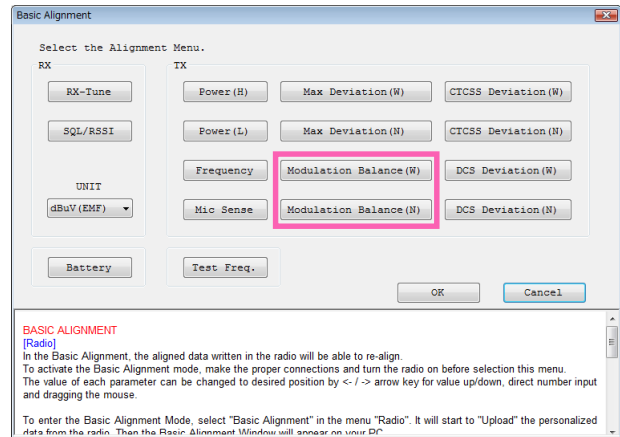 Basic Alignment
Select the Alignment Menu.
RX
TX
RX-Tune
Power(H)
Max Deviation(W)
CTCSS Deviation(W)
SQL/RSSI
Power(L)
Max Deviation(N)
CTCSS Deviation(N)
Frequency
Modulation Balance(W)
DCS Deviation(W)
UNIT
dBuV(EMF)
Mic Sense
Modulation Balance(N)
DCS Deviation(N)
Battery
Test Freq.
OK
Cancel
BASIC ALIGNMENT
[Radio]
In the Basic Alignment, the aligned data written in the radio will be able to re-align.
To activate the Basic Alignment mode, make the proper connections and turn the radio on before selection this menu.
The value of each parameter can be changed to desired position by <- / -> arrow key for value up/down, direct number input
and dragging the mouse.
To enter the Basic Alignment Mode, select "Basic Alignment" in the menu "Radio". It will start to "Upload" the personalized
data from the radio. Then the Basic Alignment Window will appear on your PC.